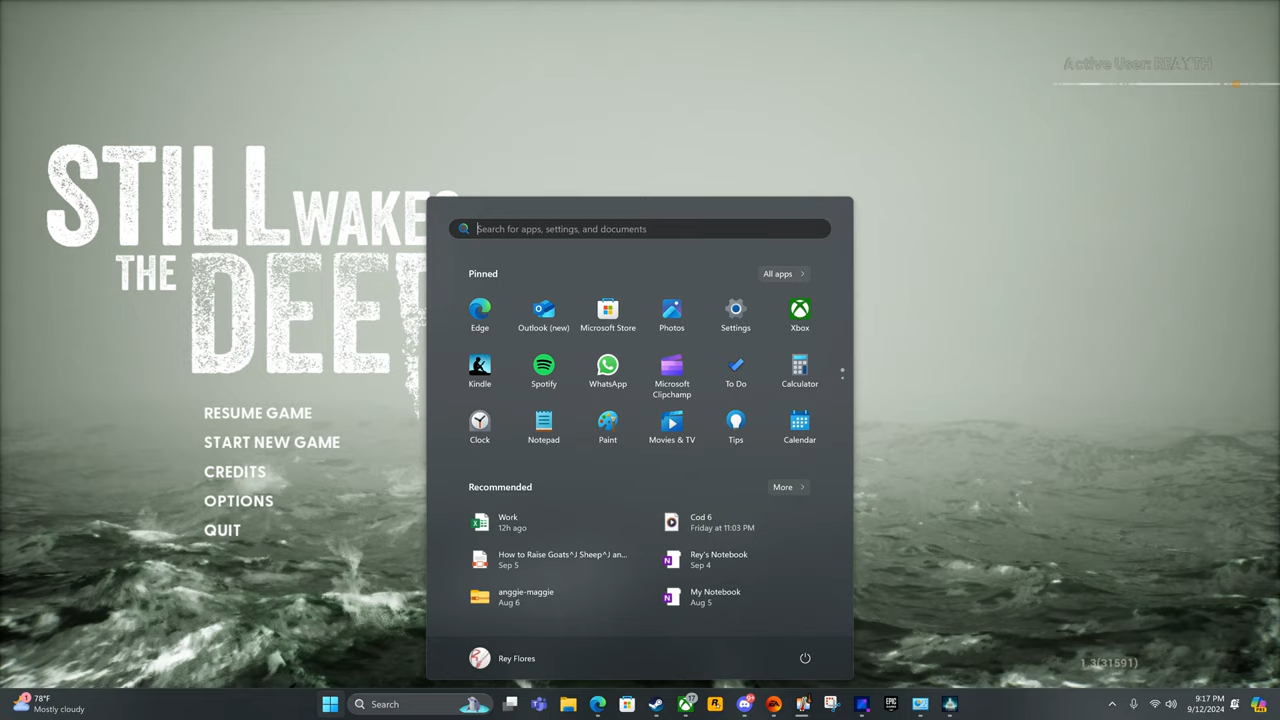 Active User: REAYTH
STILL WAKES
THE DEEP
RESUME GAME
START NEW GAME
CREDITS
OPTIONS
QUIT
1.3(31591)
Search for apps, settings, and documents
Pinned
All apps
Edge
Outlook (new)
Microsoft Store
Photos
Settings
Xbox
Kindle
Spotify
WhatsApp
Microsoft
Clipchamp
To Do
Calculator
Clock
Notepad
Paint
Movies & TV
Tips
Calendar
Recommended
More
Work
12h ago
Cod 6
Friday at 11:03 PM
How to Raise Goats^J Sheep^J an...
Sep 5
Rey's Notebook
Sep 4
anggie-maggie
Aug 6
My Notebook
Aug 5
Rey Flores
1
78°F
Mostly cloudy
Search
17
EPIC
9:17 PM
9/12/2024